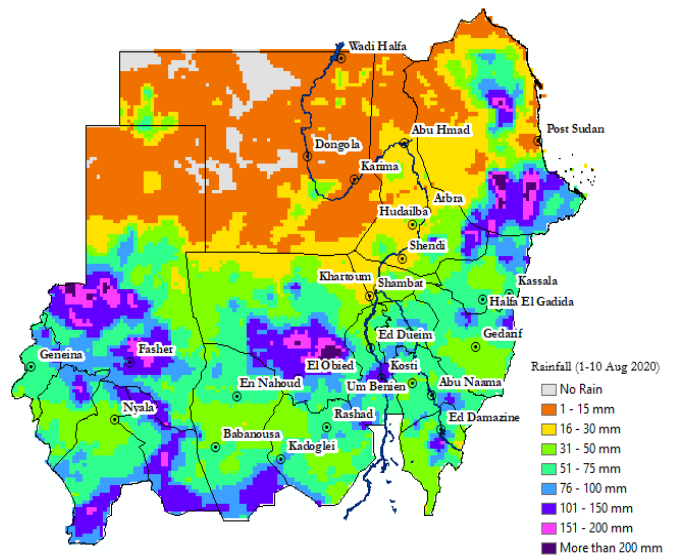 Wadi Halfa
Abu Hmad
Post Sudan
Dongola
Karima
Atbra
Hudailba
Shendi
Khartoum
Shambat
Kassala
Halfa El Gadida
Ed Dueim
Gedarif
Geneina
Fasher
El Obied
Kosti
En Nahoud
Um Benien
Abu Naama
Nyala
Rashad
Ed Damazine
Babanousa
Kadoglei
Rainfall (1-10 Aug 2020)
No Rain
1 - 15 mm
16 - 30 mm
31 - 50 mm
51 - 75 mm
76 - 100 mm
101 - 150 mm
151 - 200 mm
More than 200 mm